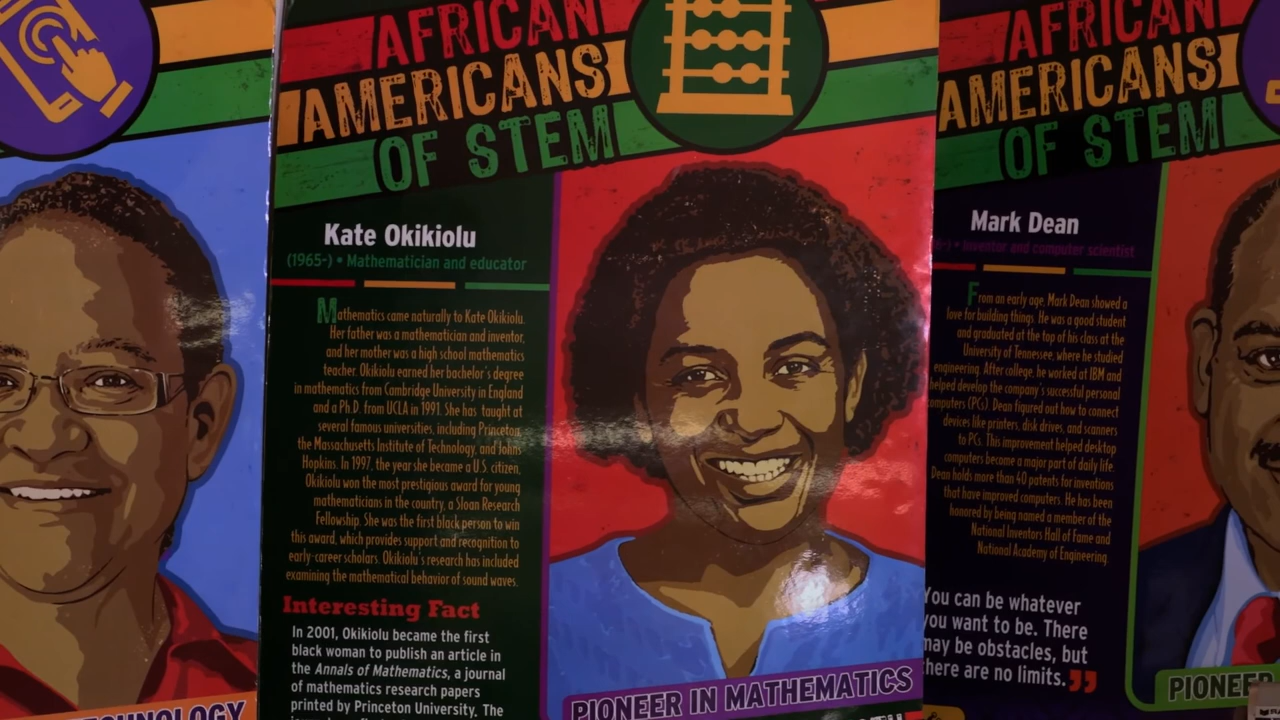 TECHNOLOGY
AFRICAN
AMERICANS
OF STEM
Kate Okikiolu
(1965-) • Mathematician and educator
Mathematics came naturally to Kate Okikiolu.
Her father was a mathematician and inventor,
and her mother was a high school mathematics
teacher. Okikiolu earned her bachelor's degree
in mathematics from Cambridge University in England
and a Ph.D. from UCLA in 1991. She has taught at
several famous universities, including Princeton,
the Massachusetts Institute of Technology, and Johns
Hopkins. In 1997, the year she became a U.S. citizen,
Okikiolu won the most prestigious award for young
mathematicians in the country, a Sloan Research
Fellowship. She was the first black person to win
this award, which provides support and recognition to
early-career scholars. Okikiolu's research has included
examining the mathematical behavior of sound waves.
Interesting Fact
In 2001, Okikiolu became the first
black woman to publish an article in
the Annals of Mathematics, a journal
of mathematics research papers
printed by Princeton University. The
PIONEER IN MATHEMATICS
AFRICAN
AMERICANS
OF STEM
Mark Dean
• Inventor and computer scientist
From an early age, Mark Dean showed a
love for building things. He was a good student
and graduated at the top of his class at the
University of Tennessee, where he studied
engineering. After college, he worked at IBM and
helped develop the company's successful personal
computers (PCs). Dean figured out how to connect
devices like printers, disk drives, and scanners
to PCs. This improvement helped desktop
computers become a major part of daily life.
Dean holds more than 40 patents for inventions
that have improved computers. He has been
honored by being named a member of the
National Inventors Hall of Fame and
National Academy of Engineering.
You can be whatever
you want to be. There
may be obstacles, but
there are no limits.”
PIONEER